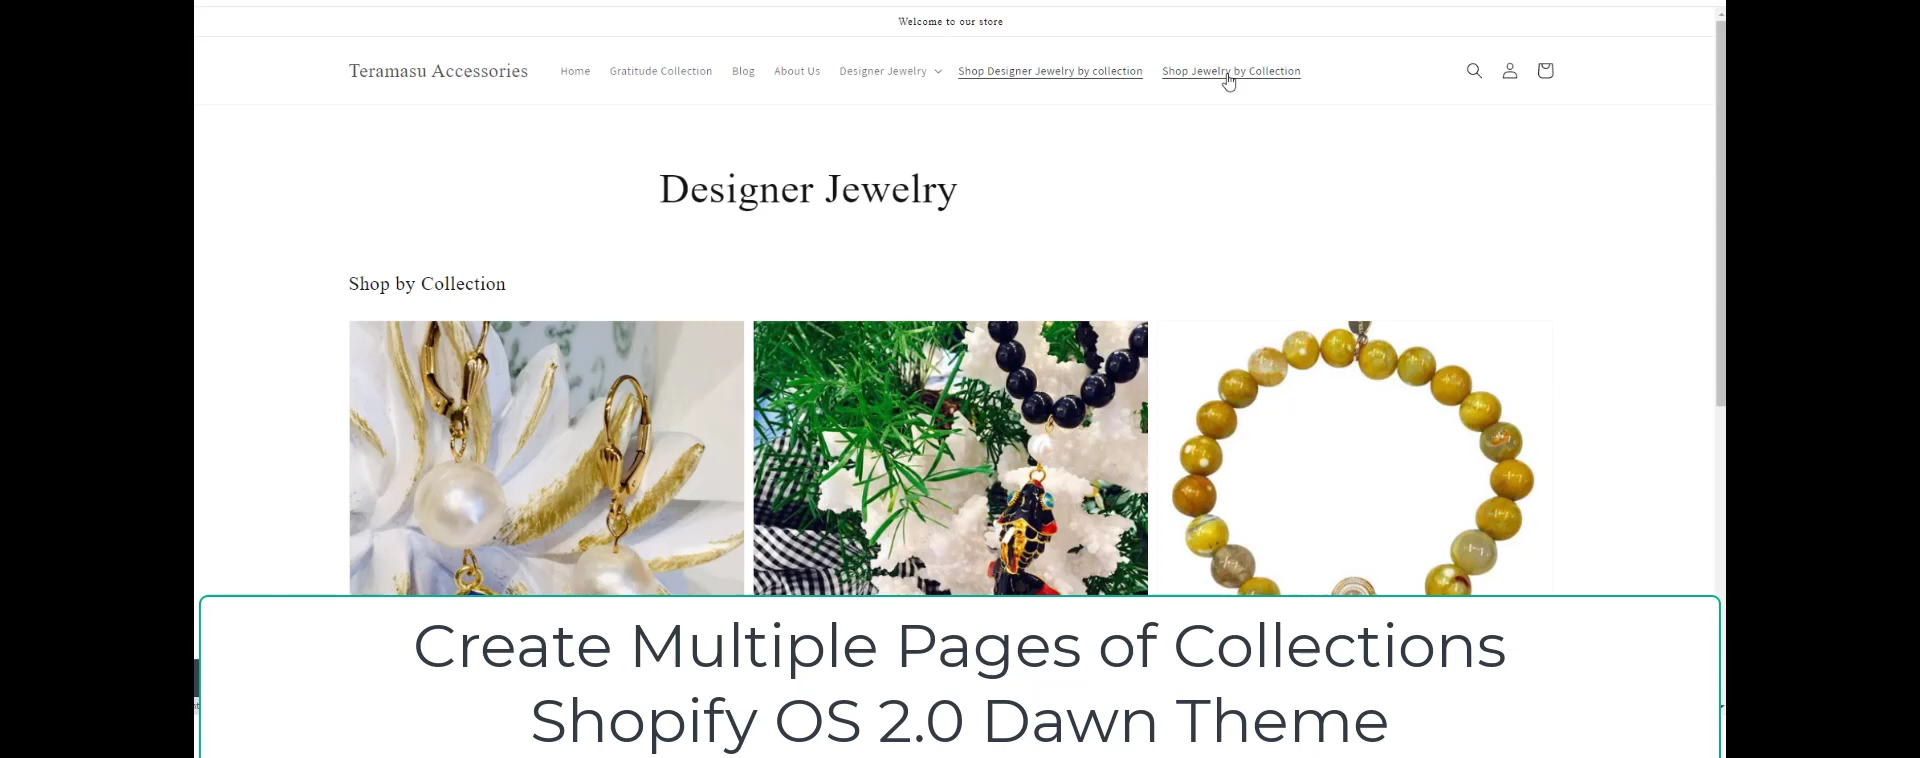 Welcome to our store
Teramasu Accessories Home Gratitude Collection Blog About Us Designer Jewelry Shop Designer Jewelry by collection Shop Jewelry by Collection
Designer Jewelry
Shop by Collection
Create Multiple Pages of Collections
Shopify OS 2.0 Dawn Theme